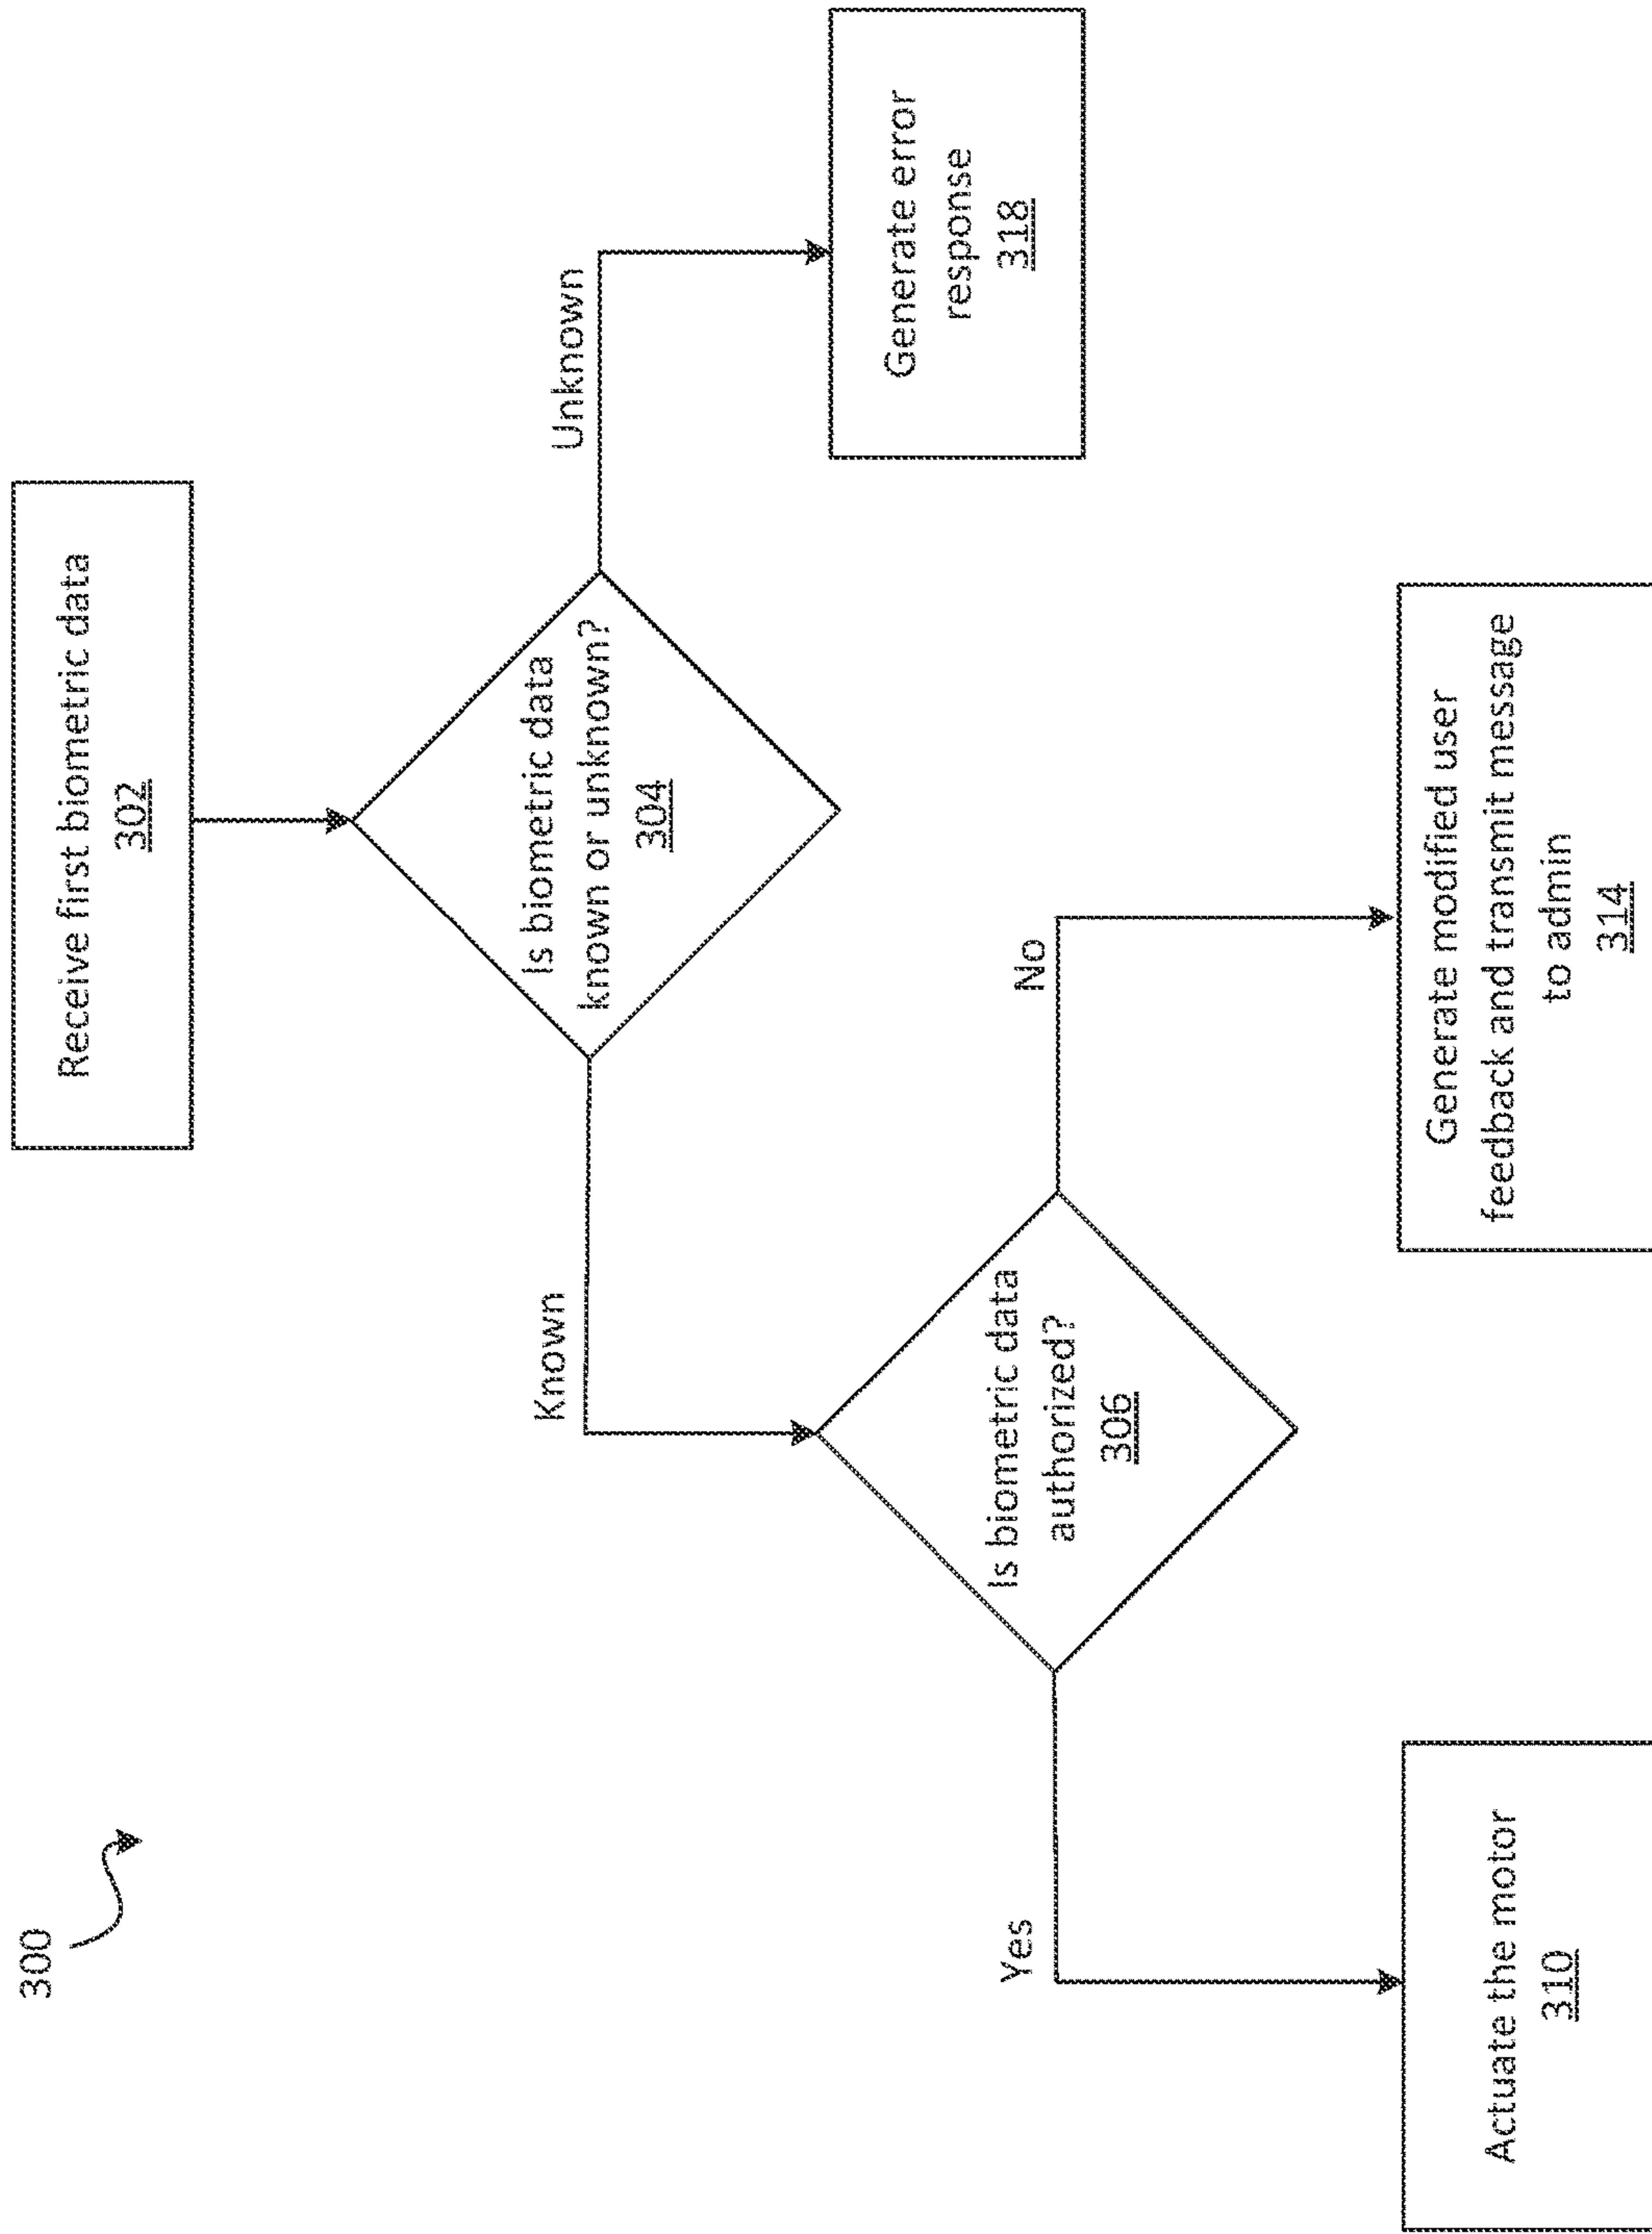 300
Receive first biometric data
302
Is biometric data
known or unknown?
304
Known
Unknown
Is biometric data
authorized?
306
Generate error
response
318
Yes
No
Actuate the motor
310
Generate modified user
feedback and transmit message
to admin
314